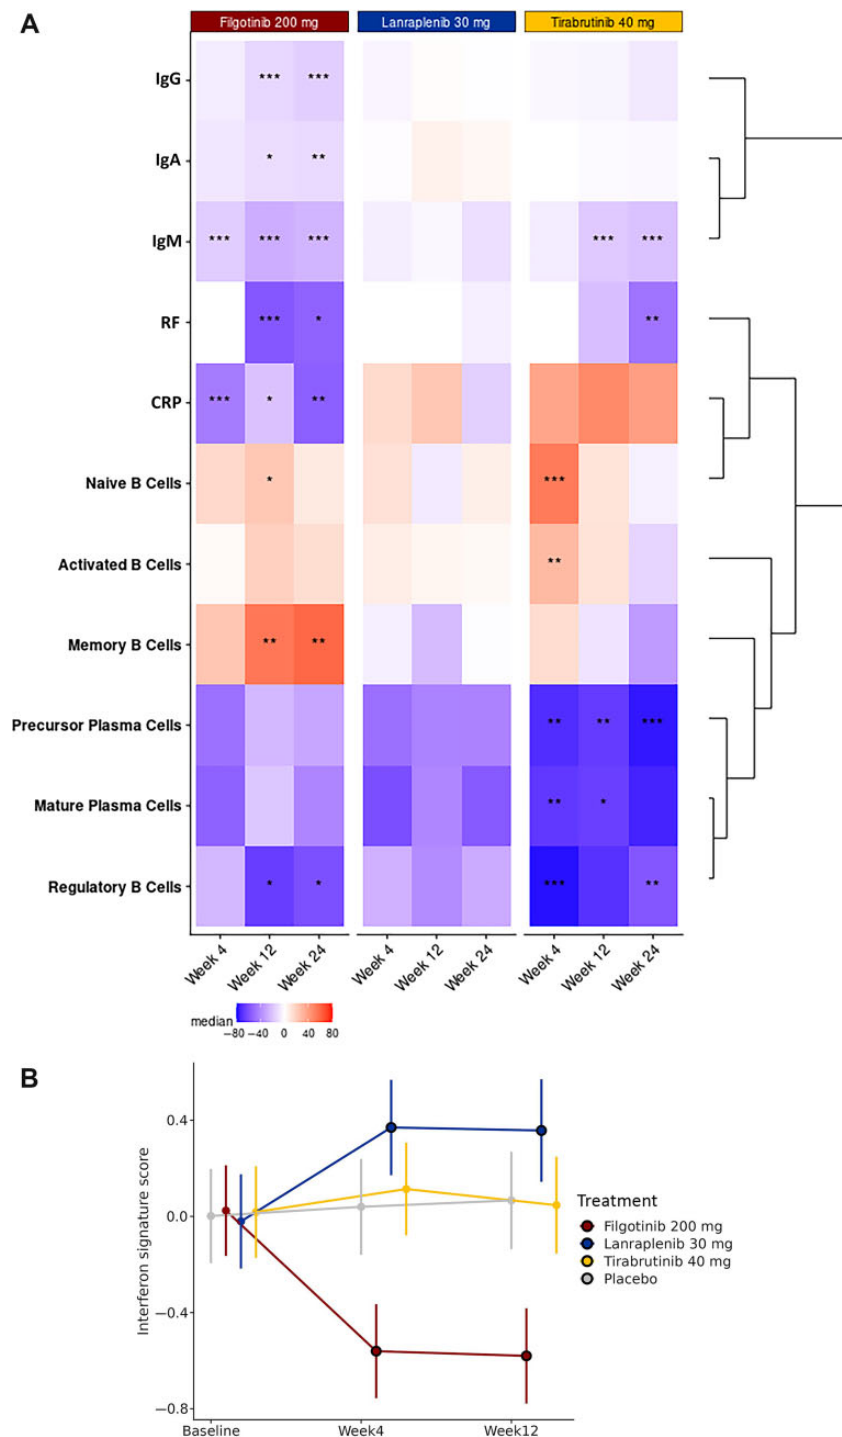 A
Filgotinib 200 mg Lanraplenib 30 mg Tirabrutinib 40 mg
IgG *** ***
IgA * **
IgM *** *** *** *** ***
RF *** * **
CRP *** * **
Naive B Cells * ***
Activated B Cells **
Memory B Cells ** **
Precursor Plasma Cells ** ** ***
Mature Plasma Cells ** *
Regulatory B Cells * * *** **
Week 4 Week 12 Week 24 Week 4 Week 12 Week 24 Week 4 Week 12 Week 24
median
−80 −40 0 40 80
B
Interferon signature score
0.4
0.0
−0.4
−0.8
Baseline Week4 Week12
Treatment
Filgotinib 200 mg
Lanraplenib 30 mg
Tirabrutinib 40 mg
Placebo